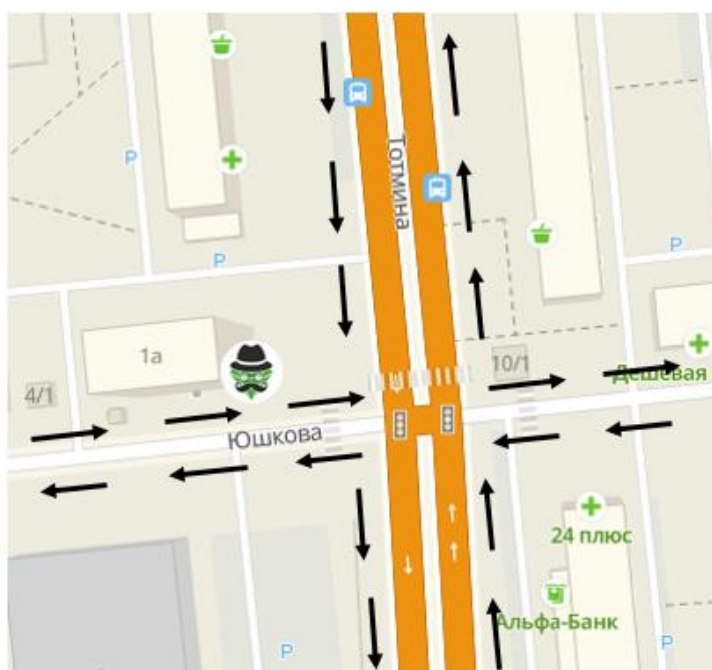 P
Тотмина
P
P
1а
10/1
Дешевая
4/1
Юшкова
24 плюс
Альфа-Банк
P
P